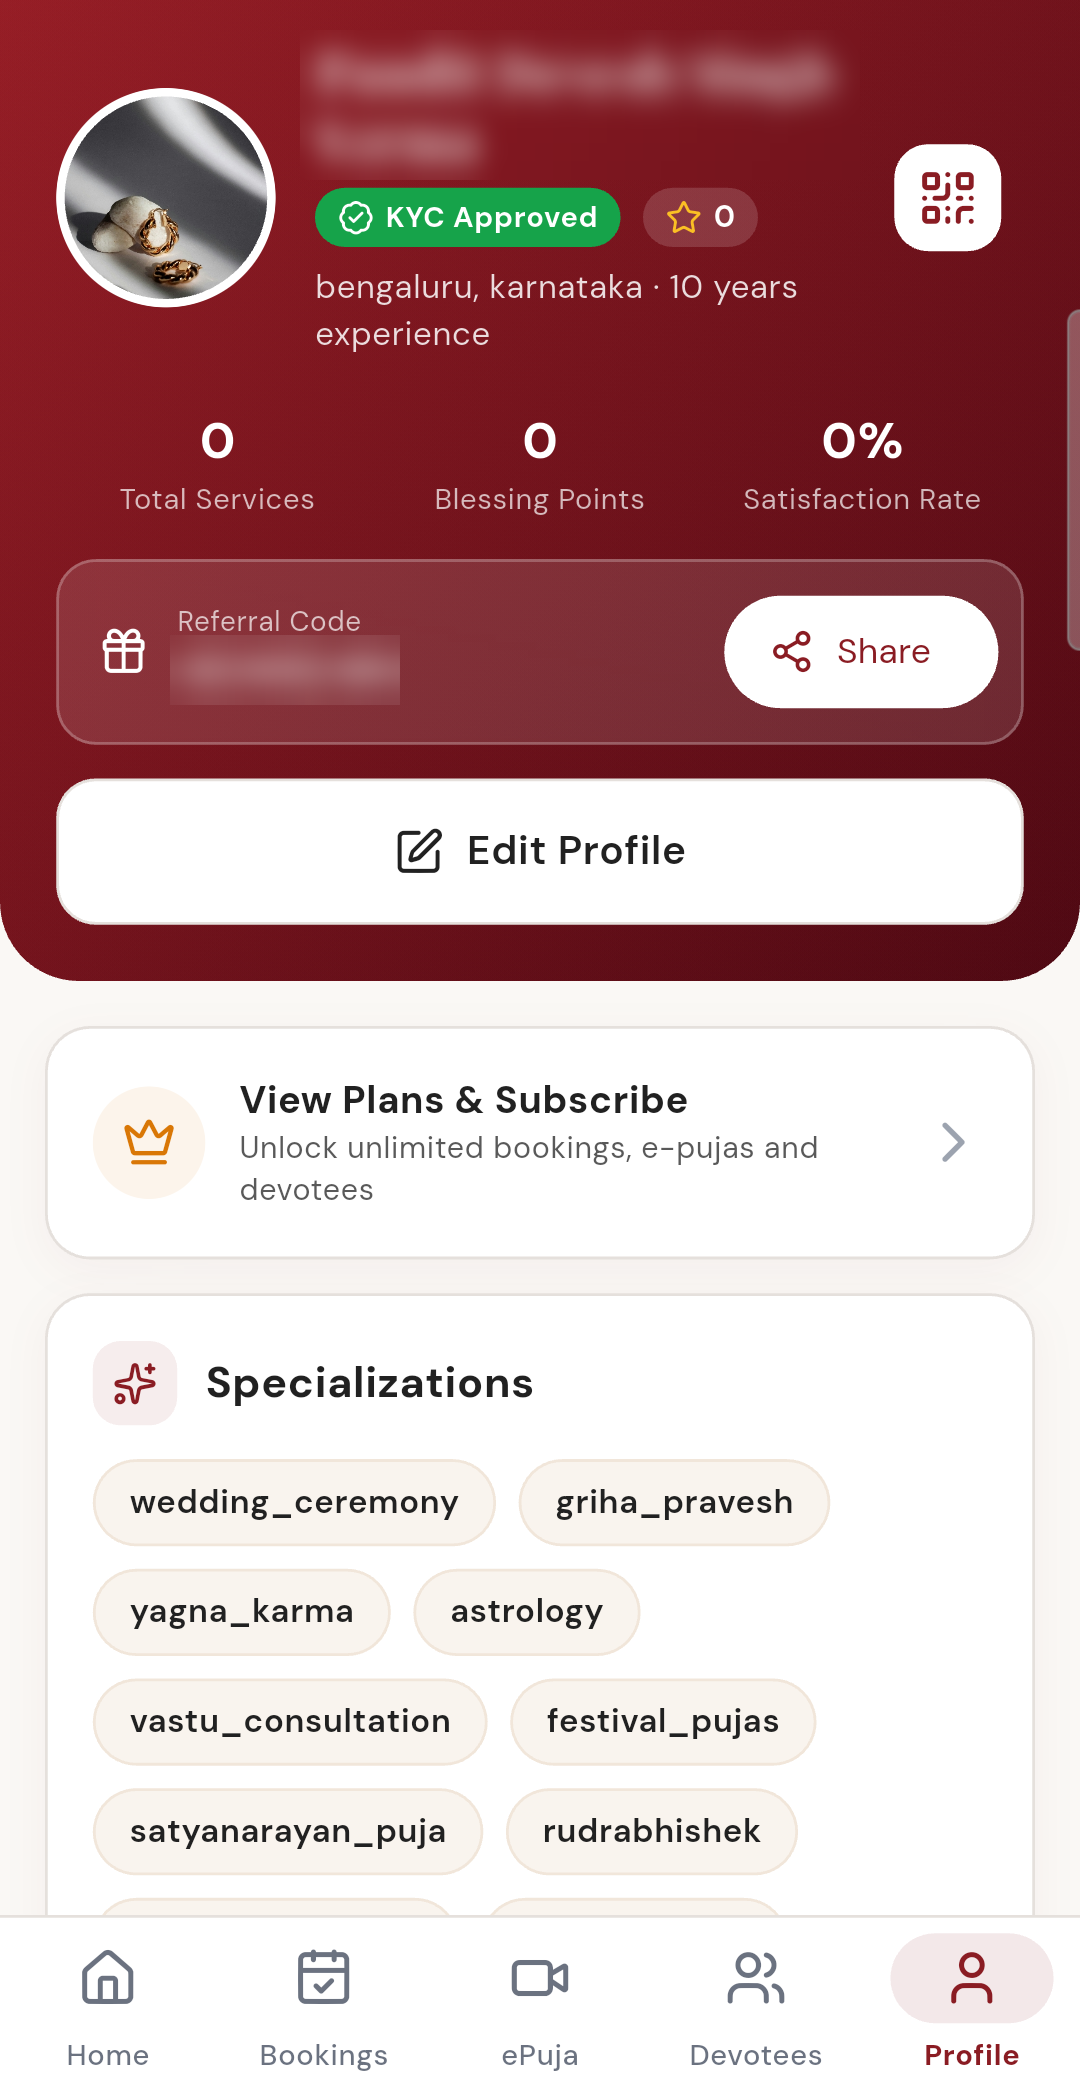 KYC Approved
0
bengaluru, karnataka · 10 years
experience
0
0
0%
Total Services
Blessing Points
Satisfaction Rate
Referral Code
Share
Edit Profile
View Plans & Subscribe
Unlock unlimited bookings, e-pujas and
devotees
Specializations
wedding_ceremony
griha_pravesh
yagna_karma
astrology
vastu_consultation
festival_pujas
satyanarayan_puja
rudrabhishek
Home
Bookings
ePuja
Devotees
Profile